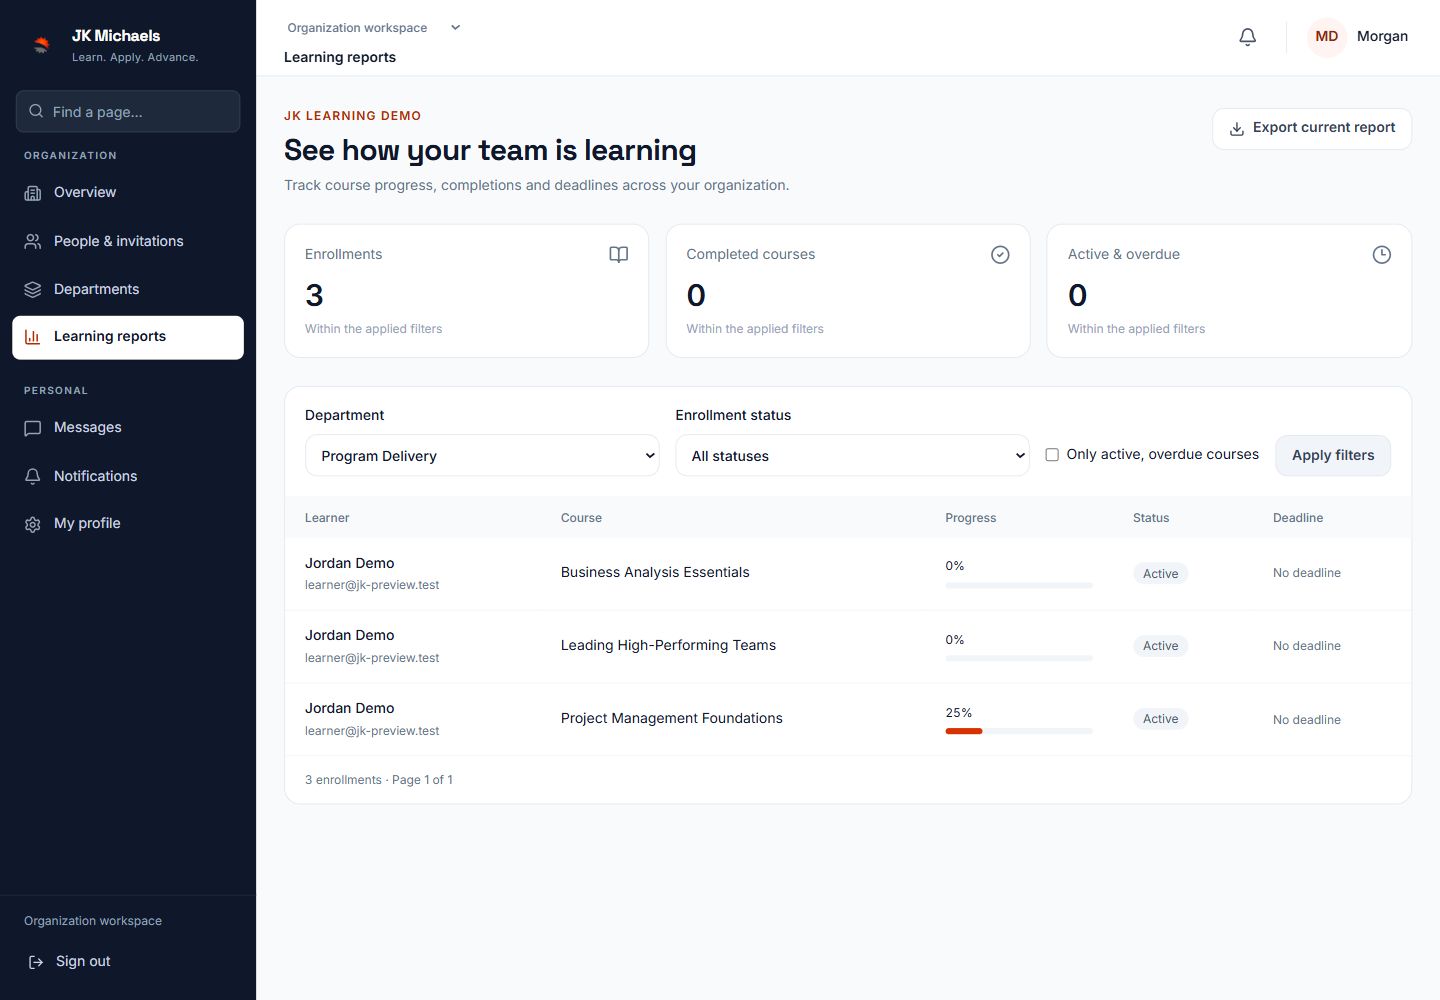 JK Michaels
Learn. Apply. Advance.
Find a page...
ORGANIZATION
Overview
People & invitations
Departments
Learning reports
PERSONAL
Messages
Notifications
My profile
Organization workspace
Sign out
Organization workspace
Learning reports
MD
Morgan
JK LEARNING DEMO
See how your team is learning
Track course progress, completions and deadlines across your organization.
Export current report
Enrollments
3
Within the applied filters
Completed courses
0
Within the applied filters
Active & overdue
0
Within the applied filters
Department
Program Delivery
Enrollment status
All statuses
Only active, overdue courses
Apply filters
Learner Course Progress Status Deadline
Jordan Demo
learner@jk-preview.test
Business Analysis Essentials
0%
Active
No deadline
Jordan Demo
learner@jk-preview.test
Leading High-Performing Teams
0%
Active
No deadline
Jordan Demo
learner@jk-preview.test
Project Management Foundations
25%
Active
No deadline
3 enrollments · Page 1 of 1